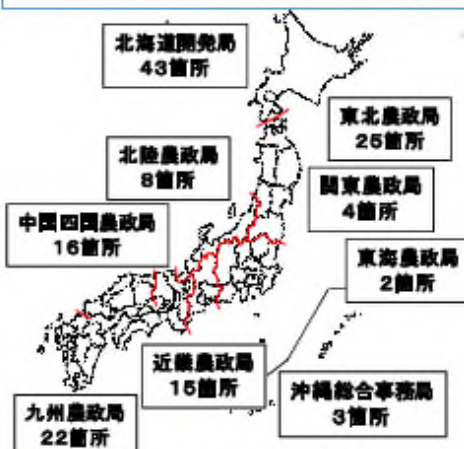 北海道開発局
43箇所
東北農政局
25箇所
北陸農政局
8箇所
関東農政局
4箇所
中国四国農政局
16箇所
東海農政局
2箇所
近畿農政局
15箇所
沖縄総合事務局
3箇所
九州農政局
22箇所